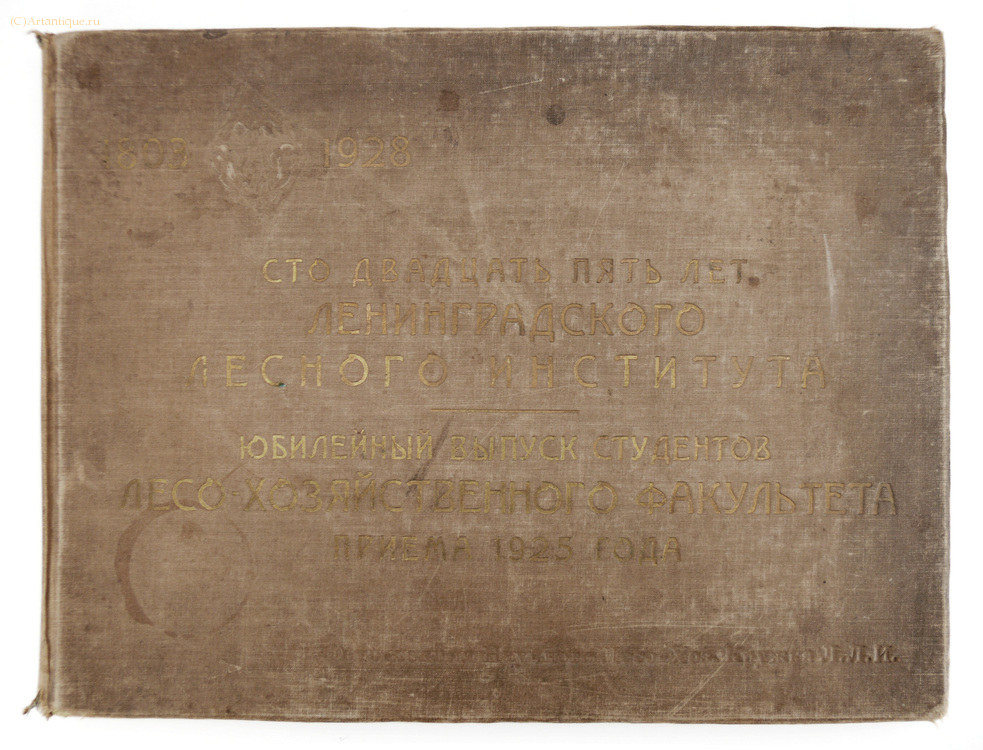 (C)Artantique.ru
1803 1928
СТО ДВАДЦАТЬ ПЯТЬ ЛЕТ
ЛЕНИНГРАДСКОГО
ЛЕСНОГО ИНСТИТУТА
ЮБИЛЕЙНЫЙ ВЫПУСК СТУДЕНТОВ
ЛЕСО-ХОЗЯЙСТВЕННОГО ФАКУЛЬТЕТА
ПРИЕМА 1925 ГОДА
Л.Л.И.